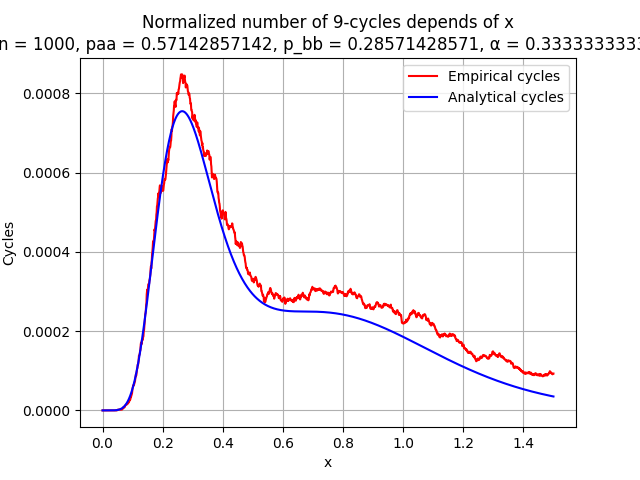 Normalized number of 9-cycles depends of x
n = 1000, paa = 0.57142857142, p_bb = 0.28571428571, α = 0.3333333333
Empirical cycles
Analytical cycles
0.0008
0.0006
0.0004
0.0002
0.0000
Cycles
0.0 0.2 0.4 0.6 0.8 1.0 1.2 1.4
x